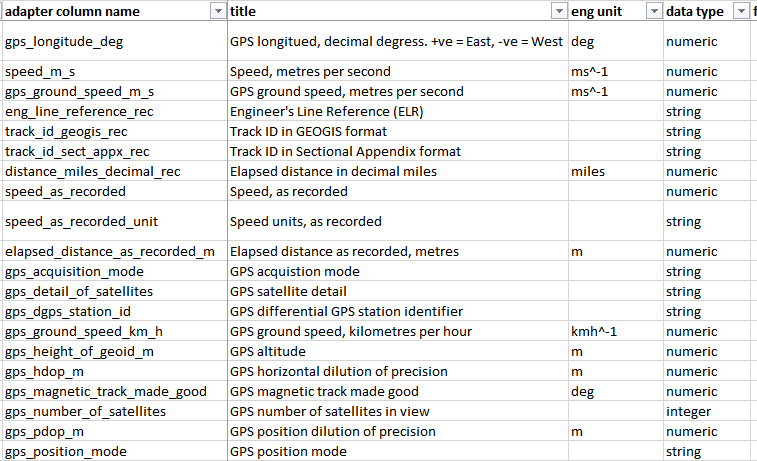 adapter column name title eng unit data type f
gps_longitude_deg GPS longitued, decimal degress. +ve = East, -ve = West deg numeric
speed_m_s Speed, metres per second ms^-1 numeric
gps_ground_speed_m_s GPS ground speed, metres per second ms^-1 numeric
eng_line_reference_rec Engineer's Line Reference (ELR) string
track_id_geogis_rec Track ID in GEOGIS format string
track_id_sect_appx_rec Track ID in Sectional Appendix format string
distance_miles_decimal_rec Elapsed distance in decimal miles miles numeric
speed_as_recorded Speed, as recorded numeric
speed_as_recorded_unit Speed units, as recorded string
elapsed_distance_as_recorded_m Elapsed distance as recorded, metres m numeric
gps_acquisition_mode GPS acquistion mode string
gps_detail_of_satellites GPS satellite detail string
gps_dgps_station_id GPS differential GPS station identifier string
gps_ground_speed_km_h GPS ground speed, kilometres per hour kmh^-1 numeric
gps_height_of_geoid_m GPS altitude m numeric
gps_hdop_m GPS horizontal dilution of precision m numeric
gps_magnetic_track_made_good GPS magnetic track made good deg numeric
gps_number_of_satellites GPS number of satellites in view integer
gps_pdop_m GPS position dilution of precision m numeric
gps_position_mode GPS position mode string